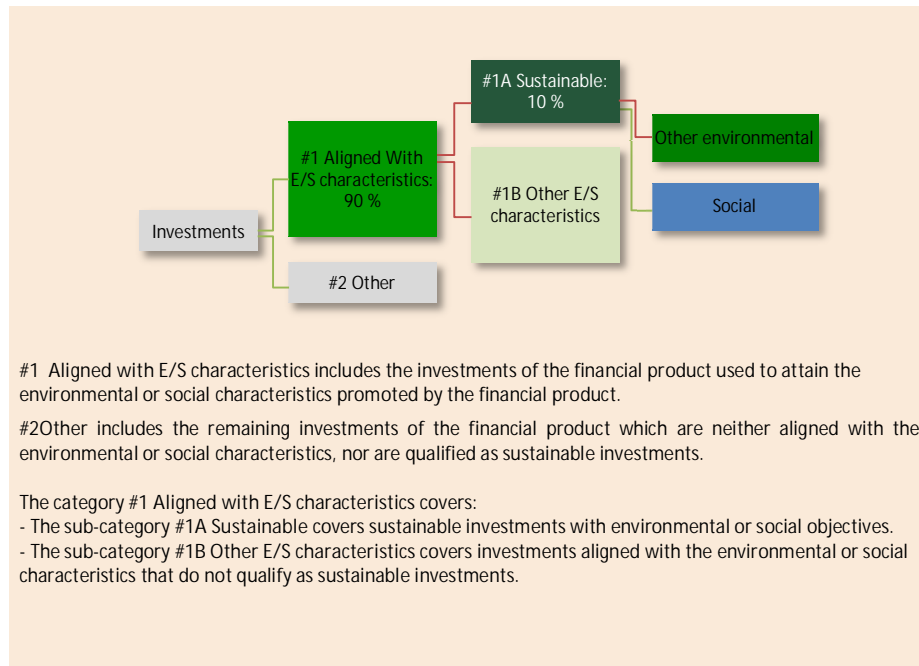 #1A Sustainable:
10 %
Other environmental
#1 Aligned With
E/S characteristics:
90 %
#1B Other E/S
characteristics
Social
Investments
#2 Other
#1 Aligned with E/S characteristics includes the investments of the financial product used to attain the
environmental or social characteristics promoted by the financial product.
#2Other includes the remaining investments of the financial product which are neither aligned with the
environmental or social characteristics, nor are qualified as sustainable investments.
The category #1 Aligned with E/S characteristics covers:
- The sub-category #1A Sustainable covers sustainable investments with environmental or social objectives.
- The sub-category #1B Other E/S characteristics covers investments aligned with the environmental or social
characteristics that do not qualify as sustainable investments.